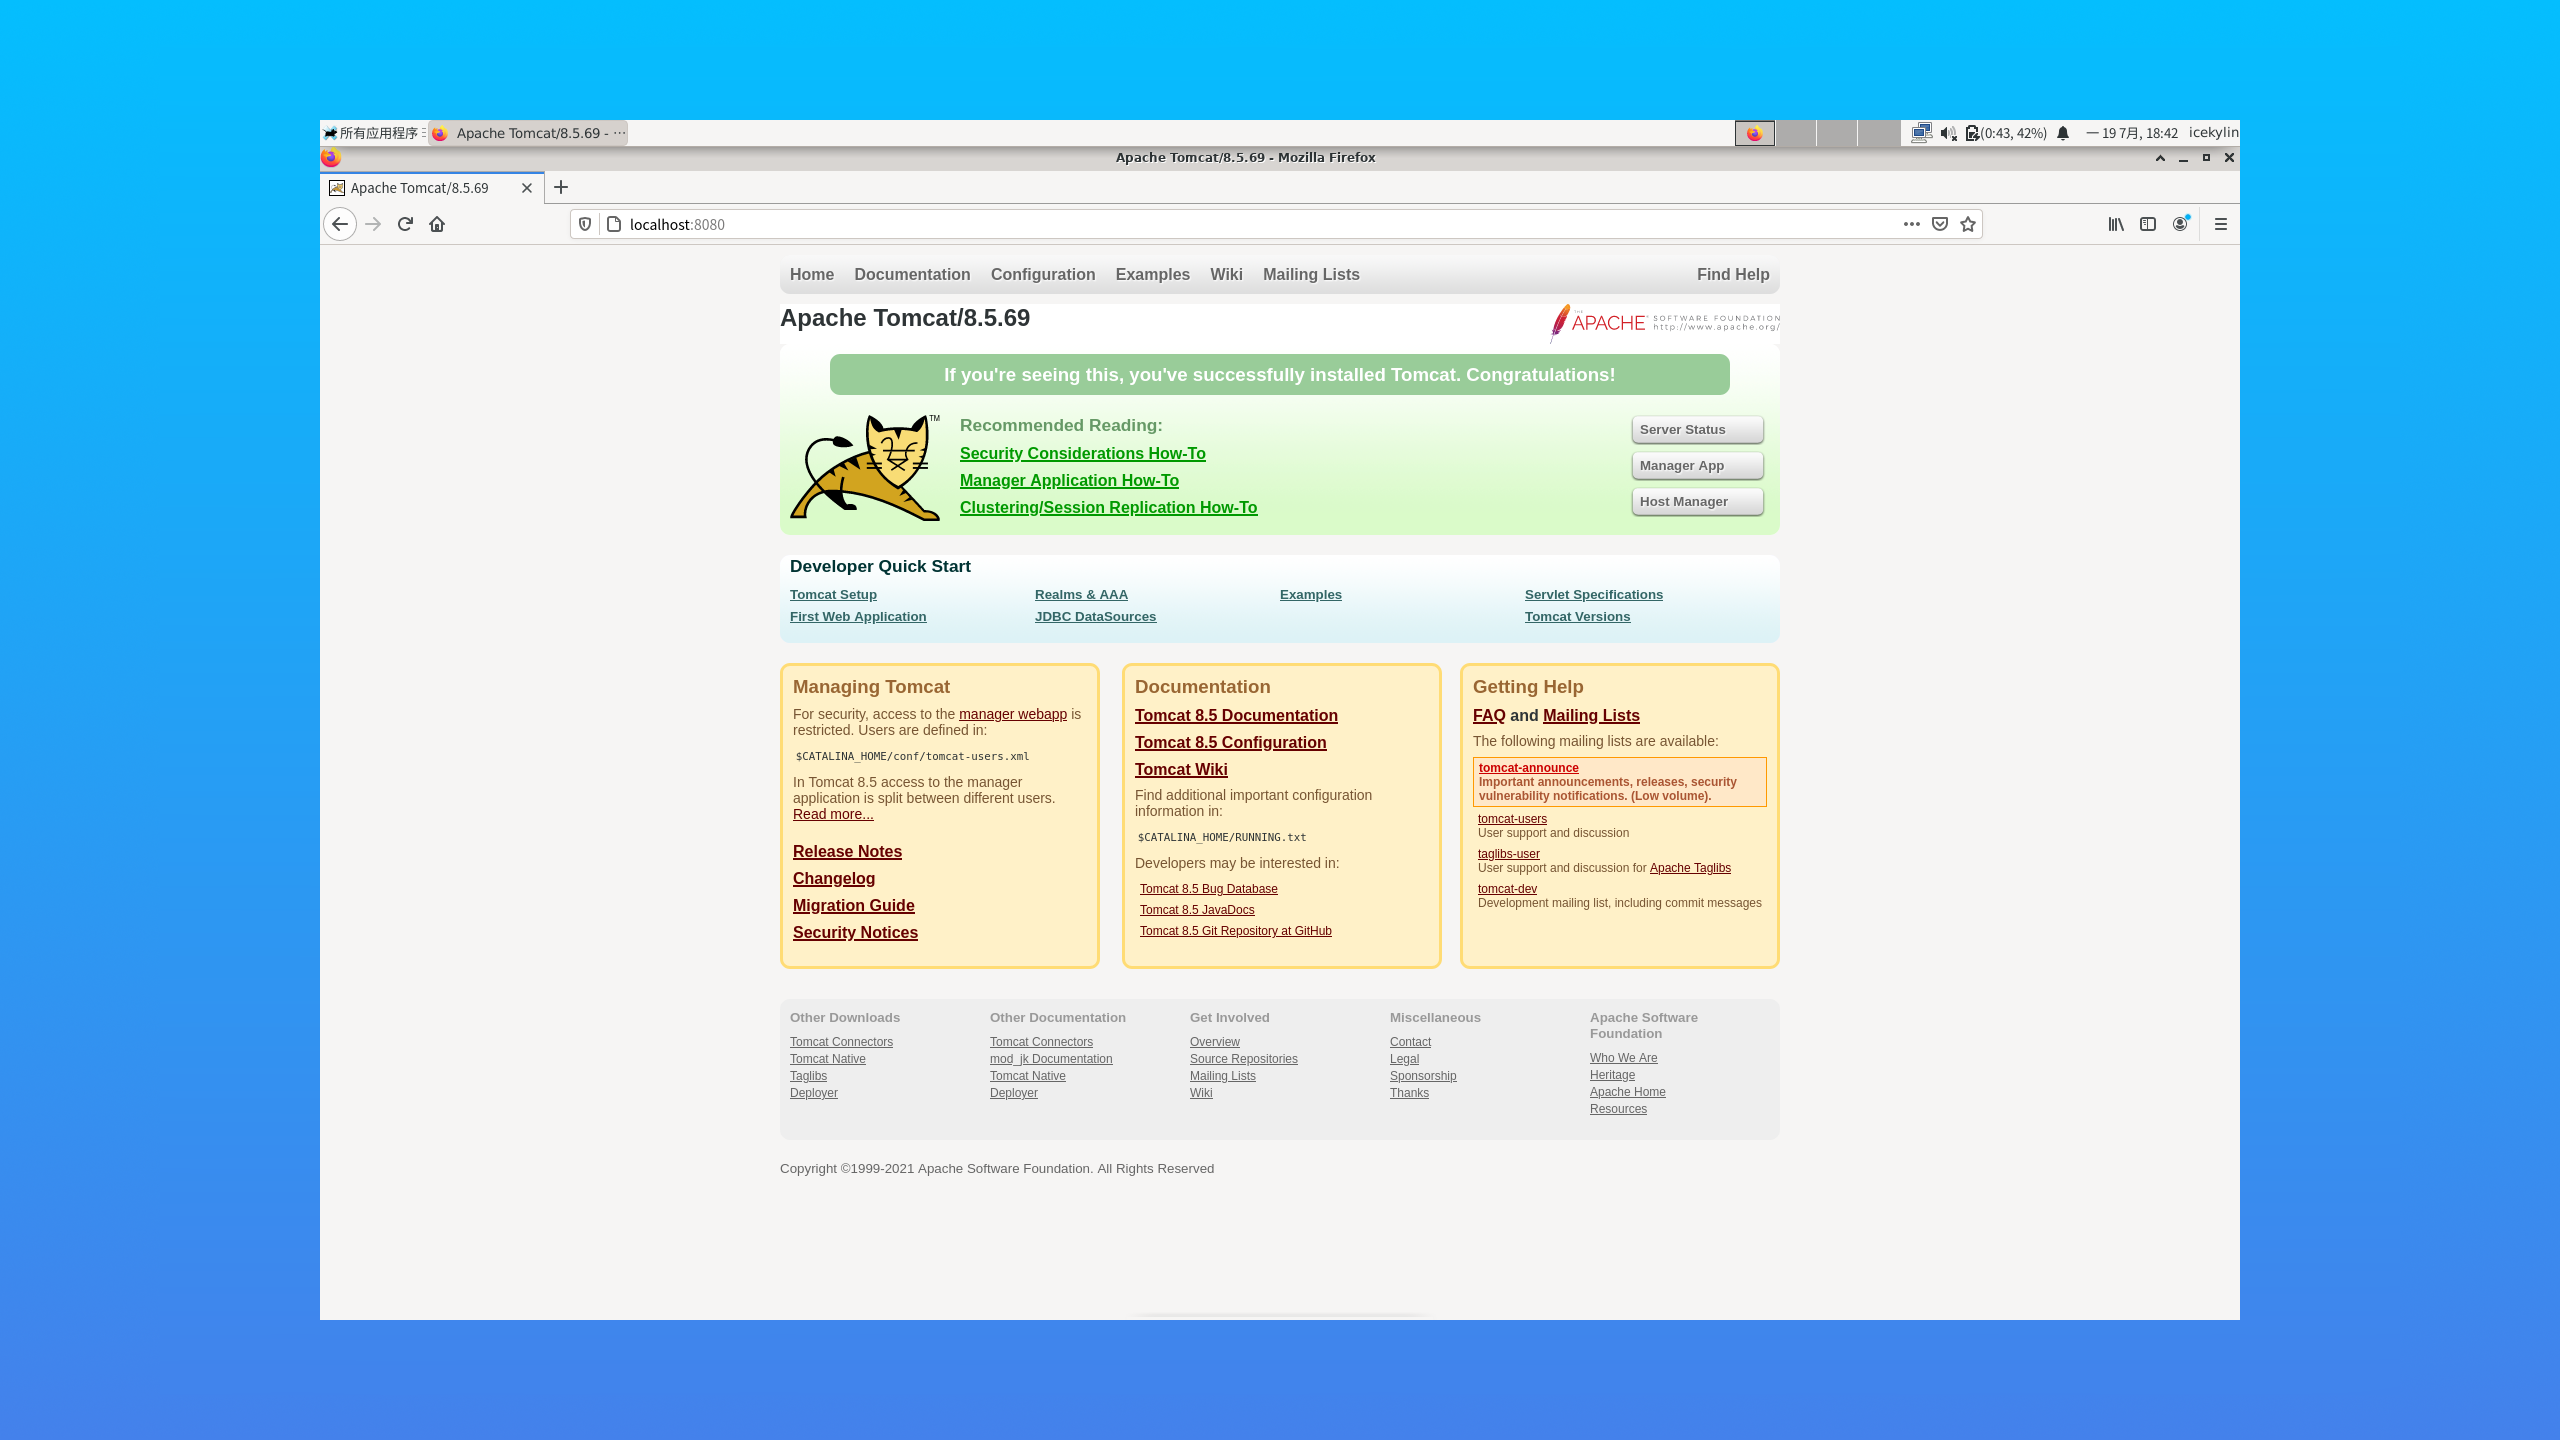 所有应用程序
Apache Tomcat/8.5.69 - ···
(0:43, 42%)
一 19 7月, 18:42
icekylin
Apache Tomcat/8.5.69 - Mozilla Firefox
Apache Tomcat/8.5.69
localhost:8080
Home Documentation Configuration Examples Wiki Mailing Lists Find Help
Apache Tomcat/8.5.69
THE APACHE SOFTWARE FOUNDATION
http://www.apache.org/
If you're seeing this, you've successfully installed Tomcat. Congratulations!
TM
Recommended Reading:
Security Considerations How-To
Manager Application How-To
Clustering/Session Replication How-To
Server Status
Manager App
Host Manager
Developer Quick Start
Tomcat Setup
First Web Application
Realms & AAA
JDBC DataSources
Examples
Servlet Specifications
Tomcat Versions
Managing Tomcat
For security, access to the manager webapp is
restricted. Users are defined in:
$CATALINA_HOME/conf/tomcat-users.xml
In Tomcat 8.5 access to the manager
application is split between different users.
Read more...
Release Notes
Changelog
Migration Guide
Security Notices
Documentation
Tomcat 8.5 Documentation
Tomcat 8.5 Configuration
Tomcat Wiki
Find additional important configuration
information in:
$CATALINA_HOME/RUNNING.txt
Developers may be interested in:
Tomcat 8.5 Bug Database
Tomcat 8.5 JavaDocs
Tomcat 8.5 Git Repository at GitHub
Getting Help
FAQ and Mailing Lists
The following mailing lists are available:
tomcat-announce
Important announcements, releases, security
vulnerability notifications. (Low volume).
tomcat-users
User support and discussion
taglibs-user
User support and discussion for Apache Taglibs
tomcat-dev
Development mailing list, including commit messages
Other Downloads
Tomcat Connectors
Tomcat Native
Taglibs
Deployer
Other Documentation
Tomcat Connectors
mod_jk Documentation
Tomcat Native
Deployer
Get Involved
Overview
Source Repositories
Mailing Lists
Wiki
Miscellaneous
Contact
Legal
Sponsorship
Thanks
Apache Software
Foundation
Who We Are
Heritage
Apache Home
Resources
Copyright ©1999-2021 Apache Software Foundation. All Rights Reserved